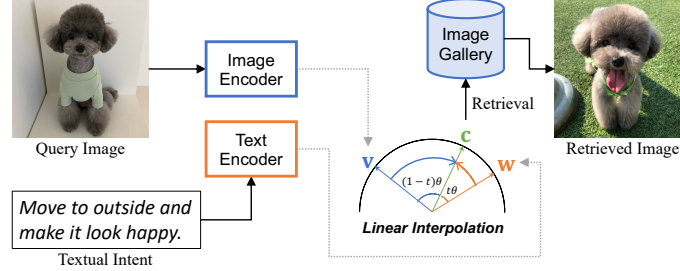 Image
Encoder
Image
Gallery
Retrieval
Query Image
Text
Encoder
c
v
w
(1 − t)θ
tθ
Retrieved Image
Move to outside and
make it look happy.
Linear Interpolation
Textual Intent